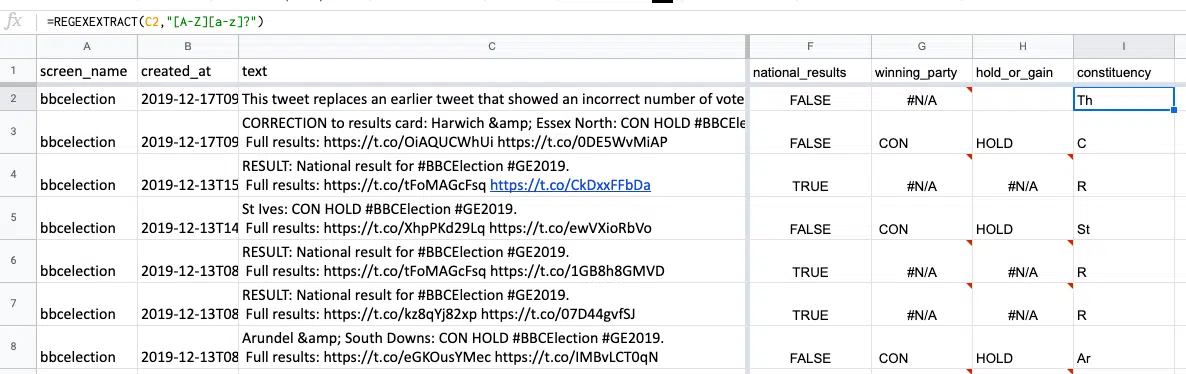 fx =REGEXEXTRACT(C2,"[A-Z][a-z]?")
A B C F G H I
1 screen_name created_at text national_results winning_party hold_or_gain constituency
2 bbcelection 2019-12-17T09 This tweet replaces an earlier tweet that showed an incorrect number of vote FALSE #N/A Th
CORRECTION to results card: Harwich &amp; Essex North: CON HOLD #BBCEle
3 bbcelection 2019-12-17T09 Full results: https://t.co/OiAQUCWhUi https://t.co/0DE5WvMiAP FALSE CON HOLD C
RESULT: National result for #BBCElection #GE2019.
4 bbcelection 2019-12-13T15 Full results: https://t.co/tFoMAGcFsq https://t.co/CkDxxFFbDa TRUE #N/A #N/A R
St Ives: CON HOLD #BBCElection #GE2019.
5 bbcelection 2019-12-13T14 Full results: https://t.co/XhpPKd29Lq https://t.co/ewVXioRbVo FALSE CON HOLD St
RESULT: National result for #BBCElection #GE2019.
6 bbcelection 2019-12-13T08 Full results: https://t.co/tFoMAGcFsq https://t.co/1GB8h8GMVD TRUE #N/A #N/A R
RESULT: National result for #BBCElection #GE2019.
7 bbcelection 2019-12-13T08 Full results: https://t.co/kz8qYj82xp https://t.co/07D44gvfSJ TRUE #N/A #N/A R
Arundel &amp; South Downs: CON HOLD #BBCElection #GE2019.
8 bbcelection 2019-12-13T08 Full results: https://t.co/eGKOusYMec https://t.co/IMBvLCT0qN FALSE CON HOLD Ar